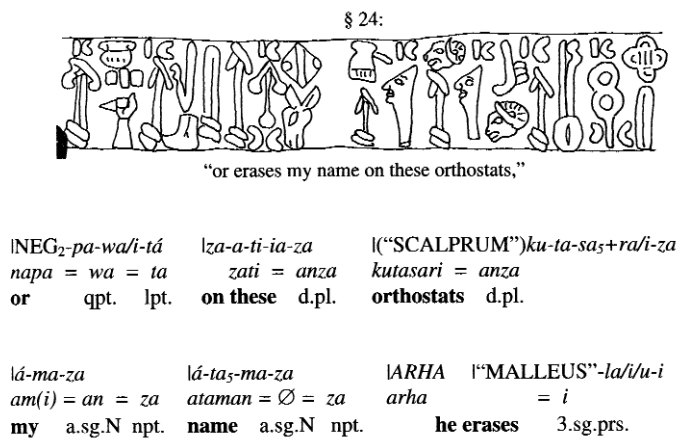 § 24:
“or erases my name on these orthostats,”
|NEG₂-pa-wa/i-tá |za-a-ti-ia-za |(“SCALPRUM”)ku-ta-sa₅+ra/i-za
napa = wa = ta zati = anza kutasari = anza
or qpt. lpt. on these d.pl. orthostats d.pl.
|á-ma-za |á-ta₅-ma-za |ARHA |“MALLEUS”-la/i/u-i
am(i) = an = za ataman = Ø = za arha = i
my a.sg.N npt. name a.sg.N npt. he erases 3.sg.prs.